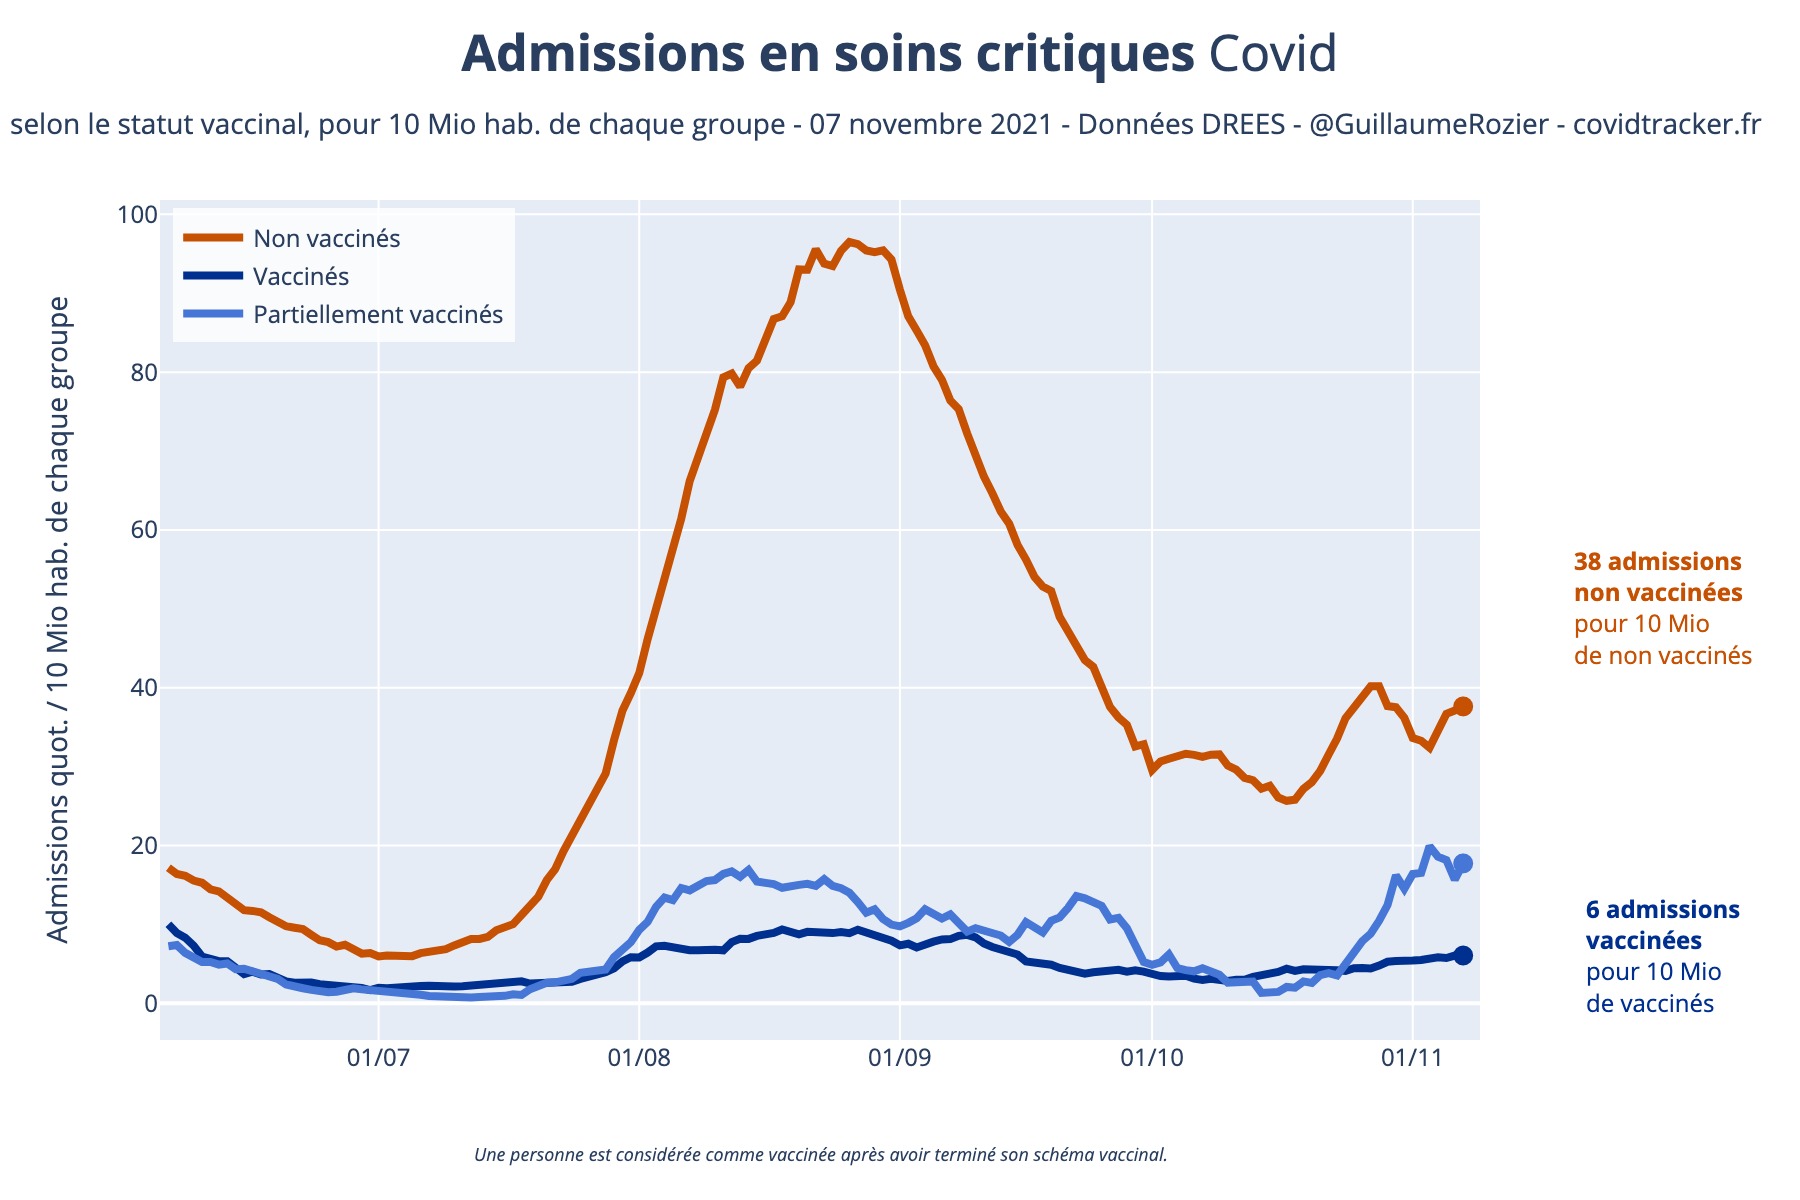 Admissions en soins critiques Covid
selon le statut vaccinal, pour 10 Mio hab. de chaque groupe - 07 novembre 2021 - Données DREES - @GuillaumeRozier - covidtracker.fr
Admissions quot. / 10 Mio hab. de chaque groupe
100
80
60
40
20
0
Non vaccinés
Vaccinés
Partiellement vaccinés
01/07
01/08
01/09
01/10
01/11
38 admissions
non vaccinées
pour 10 Mio
de non vaccinés
6 admissions
vaccinées
pour 10 Mio
de vaccinés
Une personne est considérée comme vaccinée après avoir terminé son schéma vaccinal.